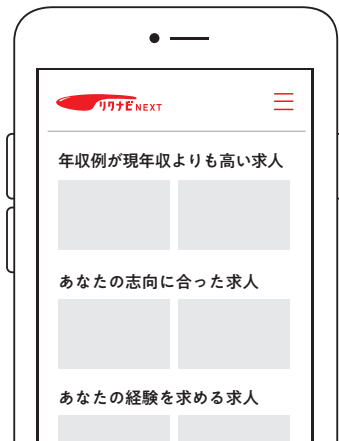 リクナビNEXT
年収例が現年収よりも高い求人
あなたの志向に合った求人
あなたの経験を求める求人